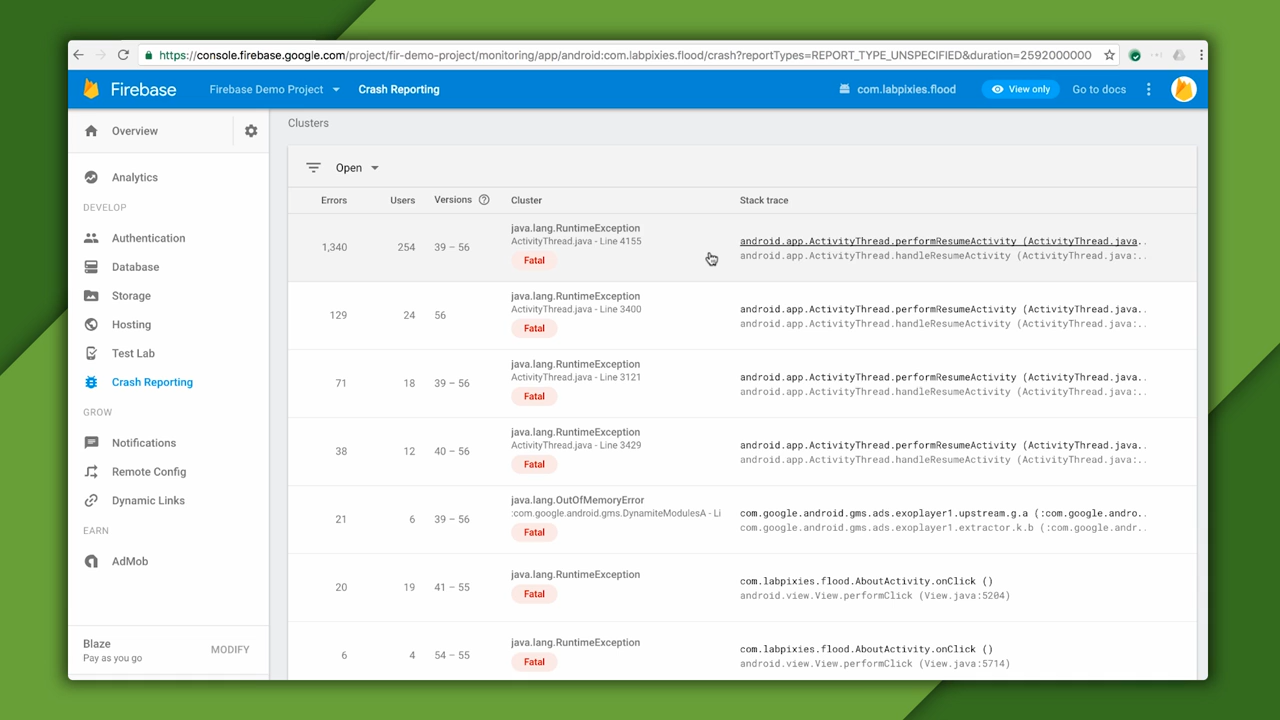 https://console.firebase.google.com/project/fir-demo-project/monitoring/app/android:com.labpixies.flood/crash?reportTypes=REPORT_TYPE_UNSPECIFIED&duration=2592000000
Firebase Firebase Demo Project Crash Reporting com.labpixies.flood View only Go to docs
Overview
Analytics
DEVELOP
Authentication
Database
Storage
Hosting
Test Lab
Crash Reporting
GROW
Notifications
Remote Config
Dynamic Links
EARN
AdMob
Blaze
Pay as you go
MODIFY
Clusters
Open
Errors Users Versions ? Cluster Stack trace
1,340 254 39 – 56
java.lang.RuntimeException
ActivityThread.java - Line 4155
Fatal
android.app.ActivityThread.performResumeActivity (ActivityThread.java..
android.app.ActivityThread.handleResumeActivity (ActivityThread.java:..
129 24 56
java.lang.RuntimeException
ActivityThread.java - Line 3400
Fatal
android.app.ActivityThread.performResumeActivity (ActivityThread.java..
android.app.ActivityThread.handleResumeActivity (ActivityThread.java:..
71 18 39 – 56
java.lang.RuntimeException
ActivityThread.java - Line 3121
Fatal
android.app.ActivityThread.performResumeActivity (ActivityThread.java..
android.app.ActivityThread.handleResumeActivity (ActivityThread.java:..
38 12 40 – 56
java.lang.RuntimeException
ActivityThread.java - Line 3429
Fatal
android.app.ActivityThread.performResumeActivity (ActivityThread.java..
android.app.ActivityThread.handleResumeActivity (ActivityThread.java:..
21 6 39 – 56
java.lang.OutOfMemoryError
:com.google.android.gms.DynamiteModulesA - Li
Fatal
com.google.android.gms.ads.exoplayer1.upstream.g.a (:com.google.andro..
com.google.android.gms.ads.exoplayer1.extractor.k.b (:com.google.andr..
20 19 41 – 55
java.lang.RuntimeException
Fatal
com.labpixies.flood.AboutActivity.onClick ()
android.view.View.performClick (View.java:5204)
6 4 54 – 55
java.lang.RuntimeException
Fatal
com.labpixies.flood.AboutActivity.onClick ()
android.view.View.performClick (View.java:5714)